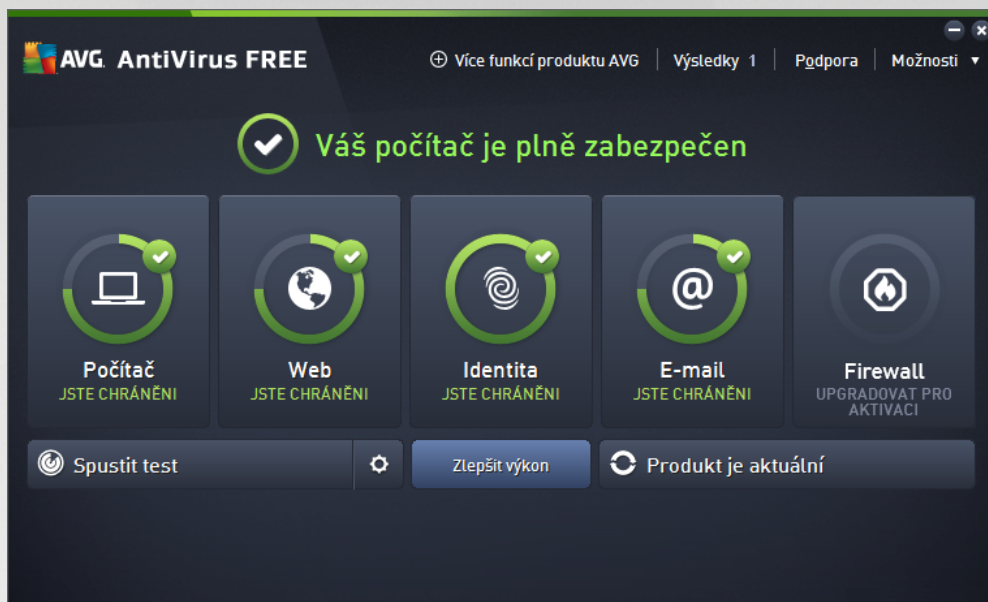 AVG AntiVirus FREE
Více funkcí produktu AVG
Výsledky 1
Podpora
Možnosti
Váš počítač je plně zabezpečen
Počítač
JSTE CHRÁNĚNI
Web
JSTE CHRÁNĚNI
Identita
JSTE CHRÁNĚNI
E-mail
JSTE CHRÁNĚNI
Firewall
UPGRADOVAT PRO
AKTIVACI
Spustit test
Zlepšit výkon
Produkt je aktuální